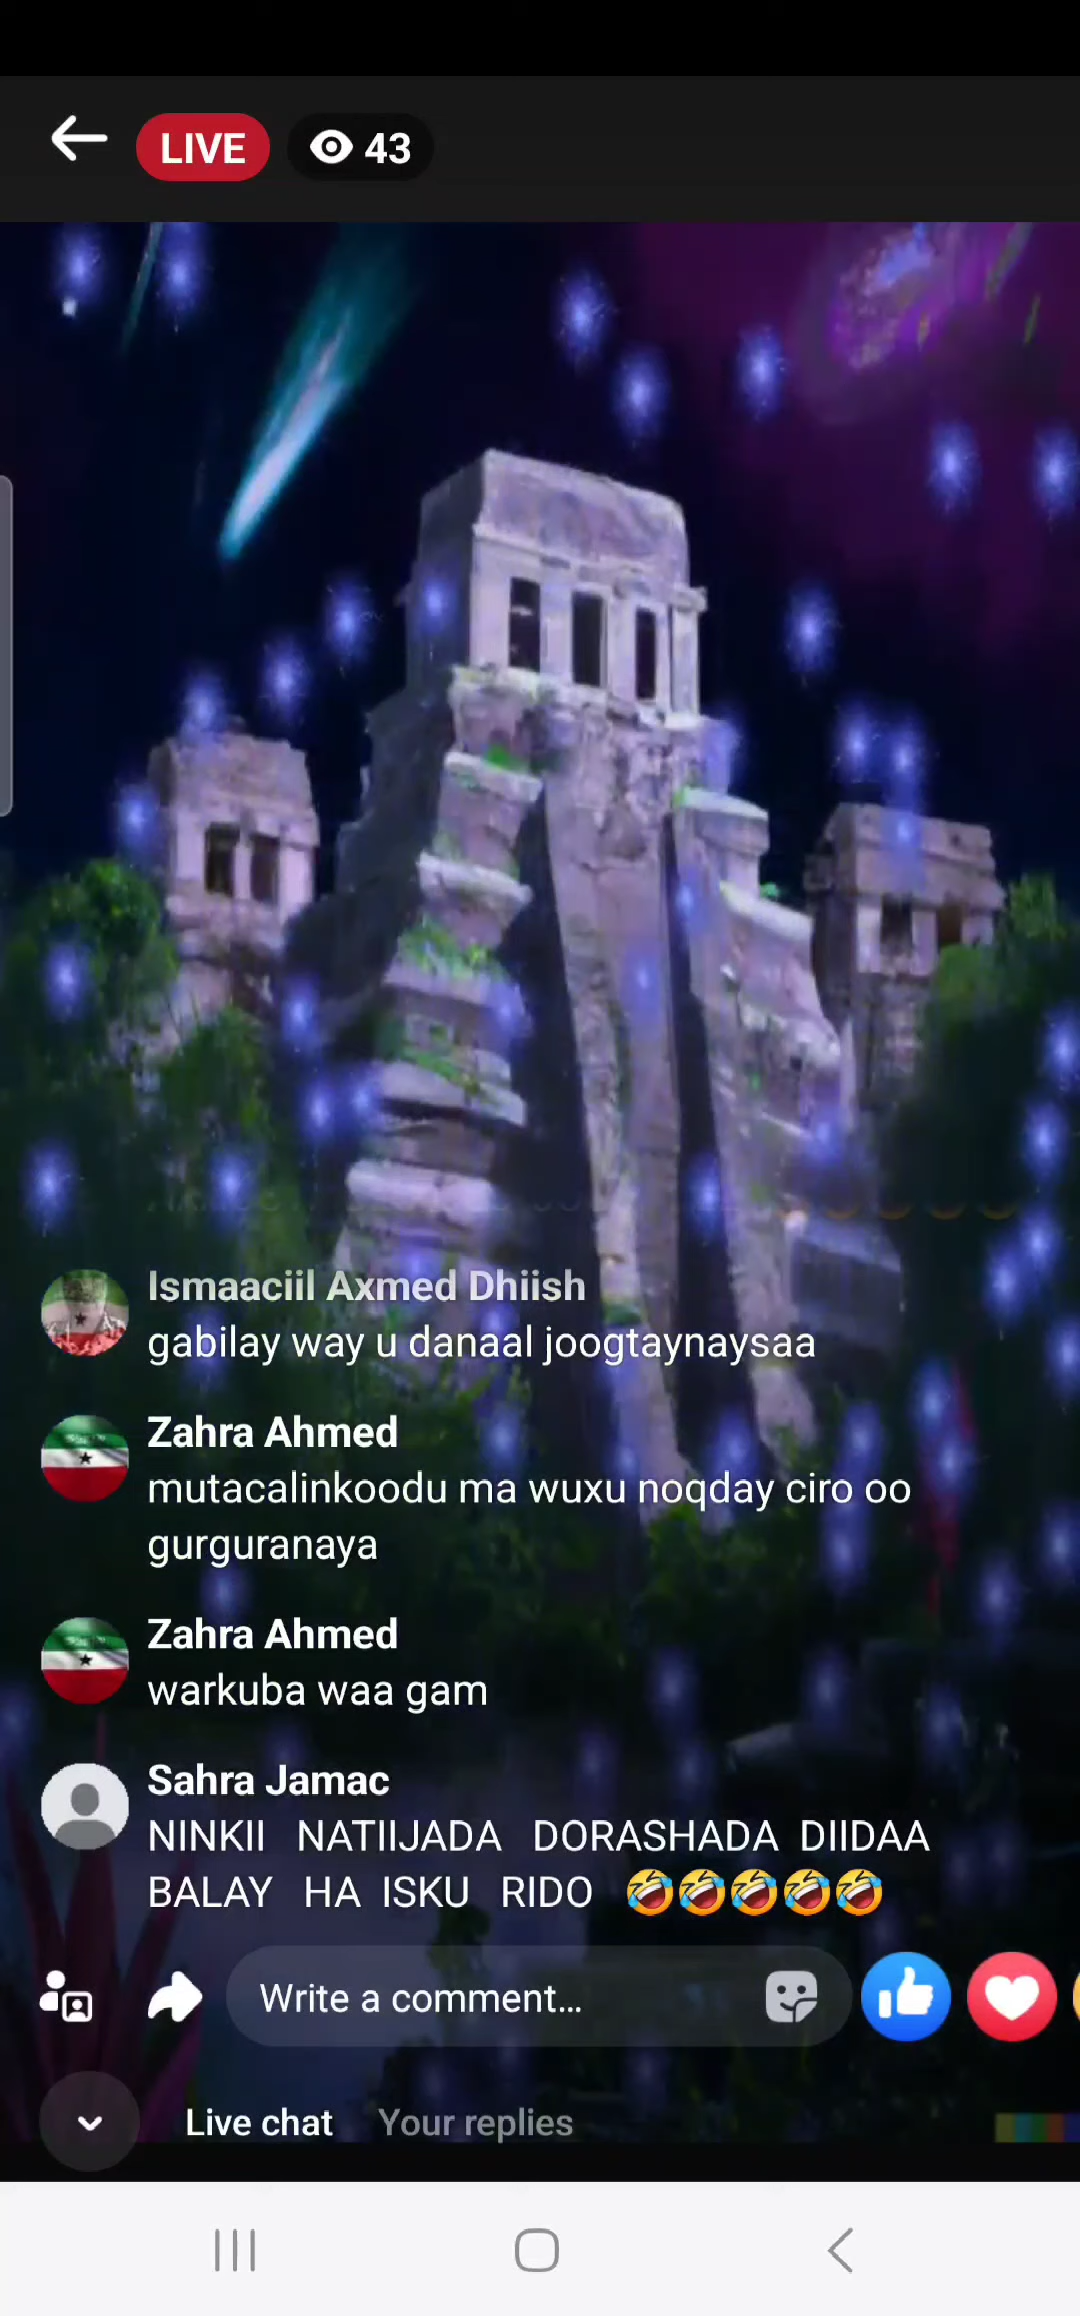 LIVE 43
Ismaaciil Axmed Dhiish
gabilay way u danaal joogtaynaysaa
Zahra Ahmed
mutacalinkoodu ma wuxu noqday ciro oo
gurguranaya
Zahra Ahmed
warkuba waa gam
Sahra Jamac
NINKII NATIIJADA DORASHADA DIIDAA
BALAY HA ISKU RIDO 🤣🤣🤣🤣🤣
Write a comment...
Live chat Your replies